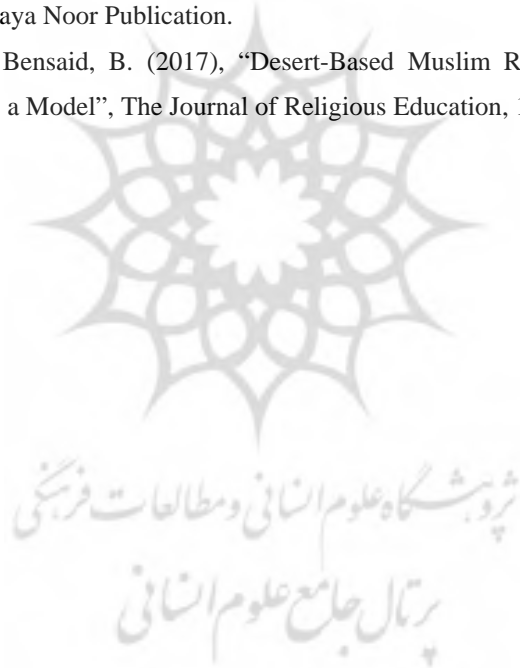 aya Noor Publication.
Bensaid, B. (2017), “Desert-Based Muslim R
a Model”, The Journal of Religious Education, 1
پژوهشگاه علوم انسانی و مطالعات فرهنگی
پرتال جامع علوم انسانی